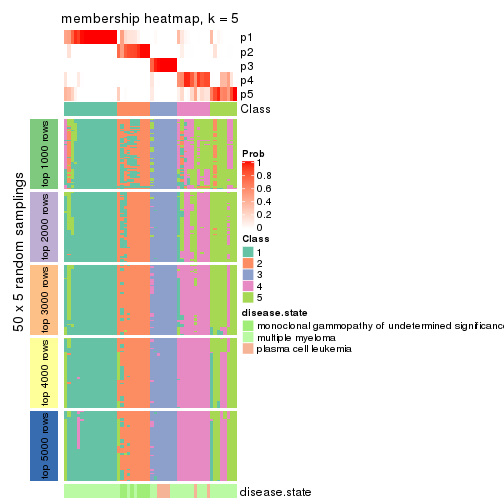 membership heatmap, k = 5
p1
p2
p3
p4
p5
Class
50 x 5 random samplings
top 1000 rows
top 2000 rows
top 3000 rows
top 4000 rows
top 5000 rows
disease.state
Prob
1
0.8
0.6
0.4
0.2
0
Class
1
2
3
4
5
disease.state
monoclonal gammopathy of undetermined significance
multiple myeloma
plasma cell leukemia